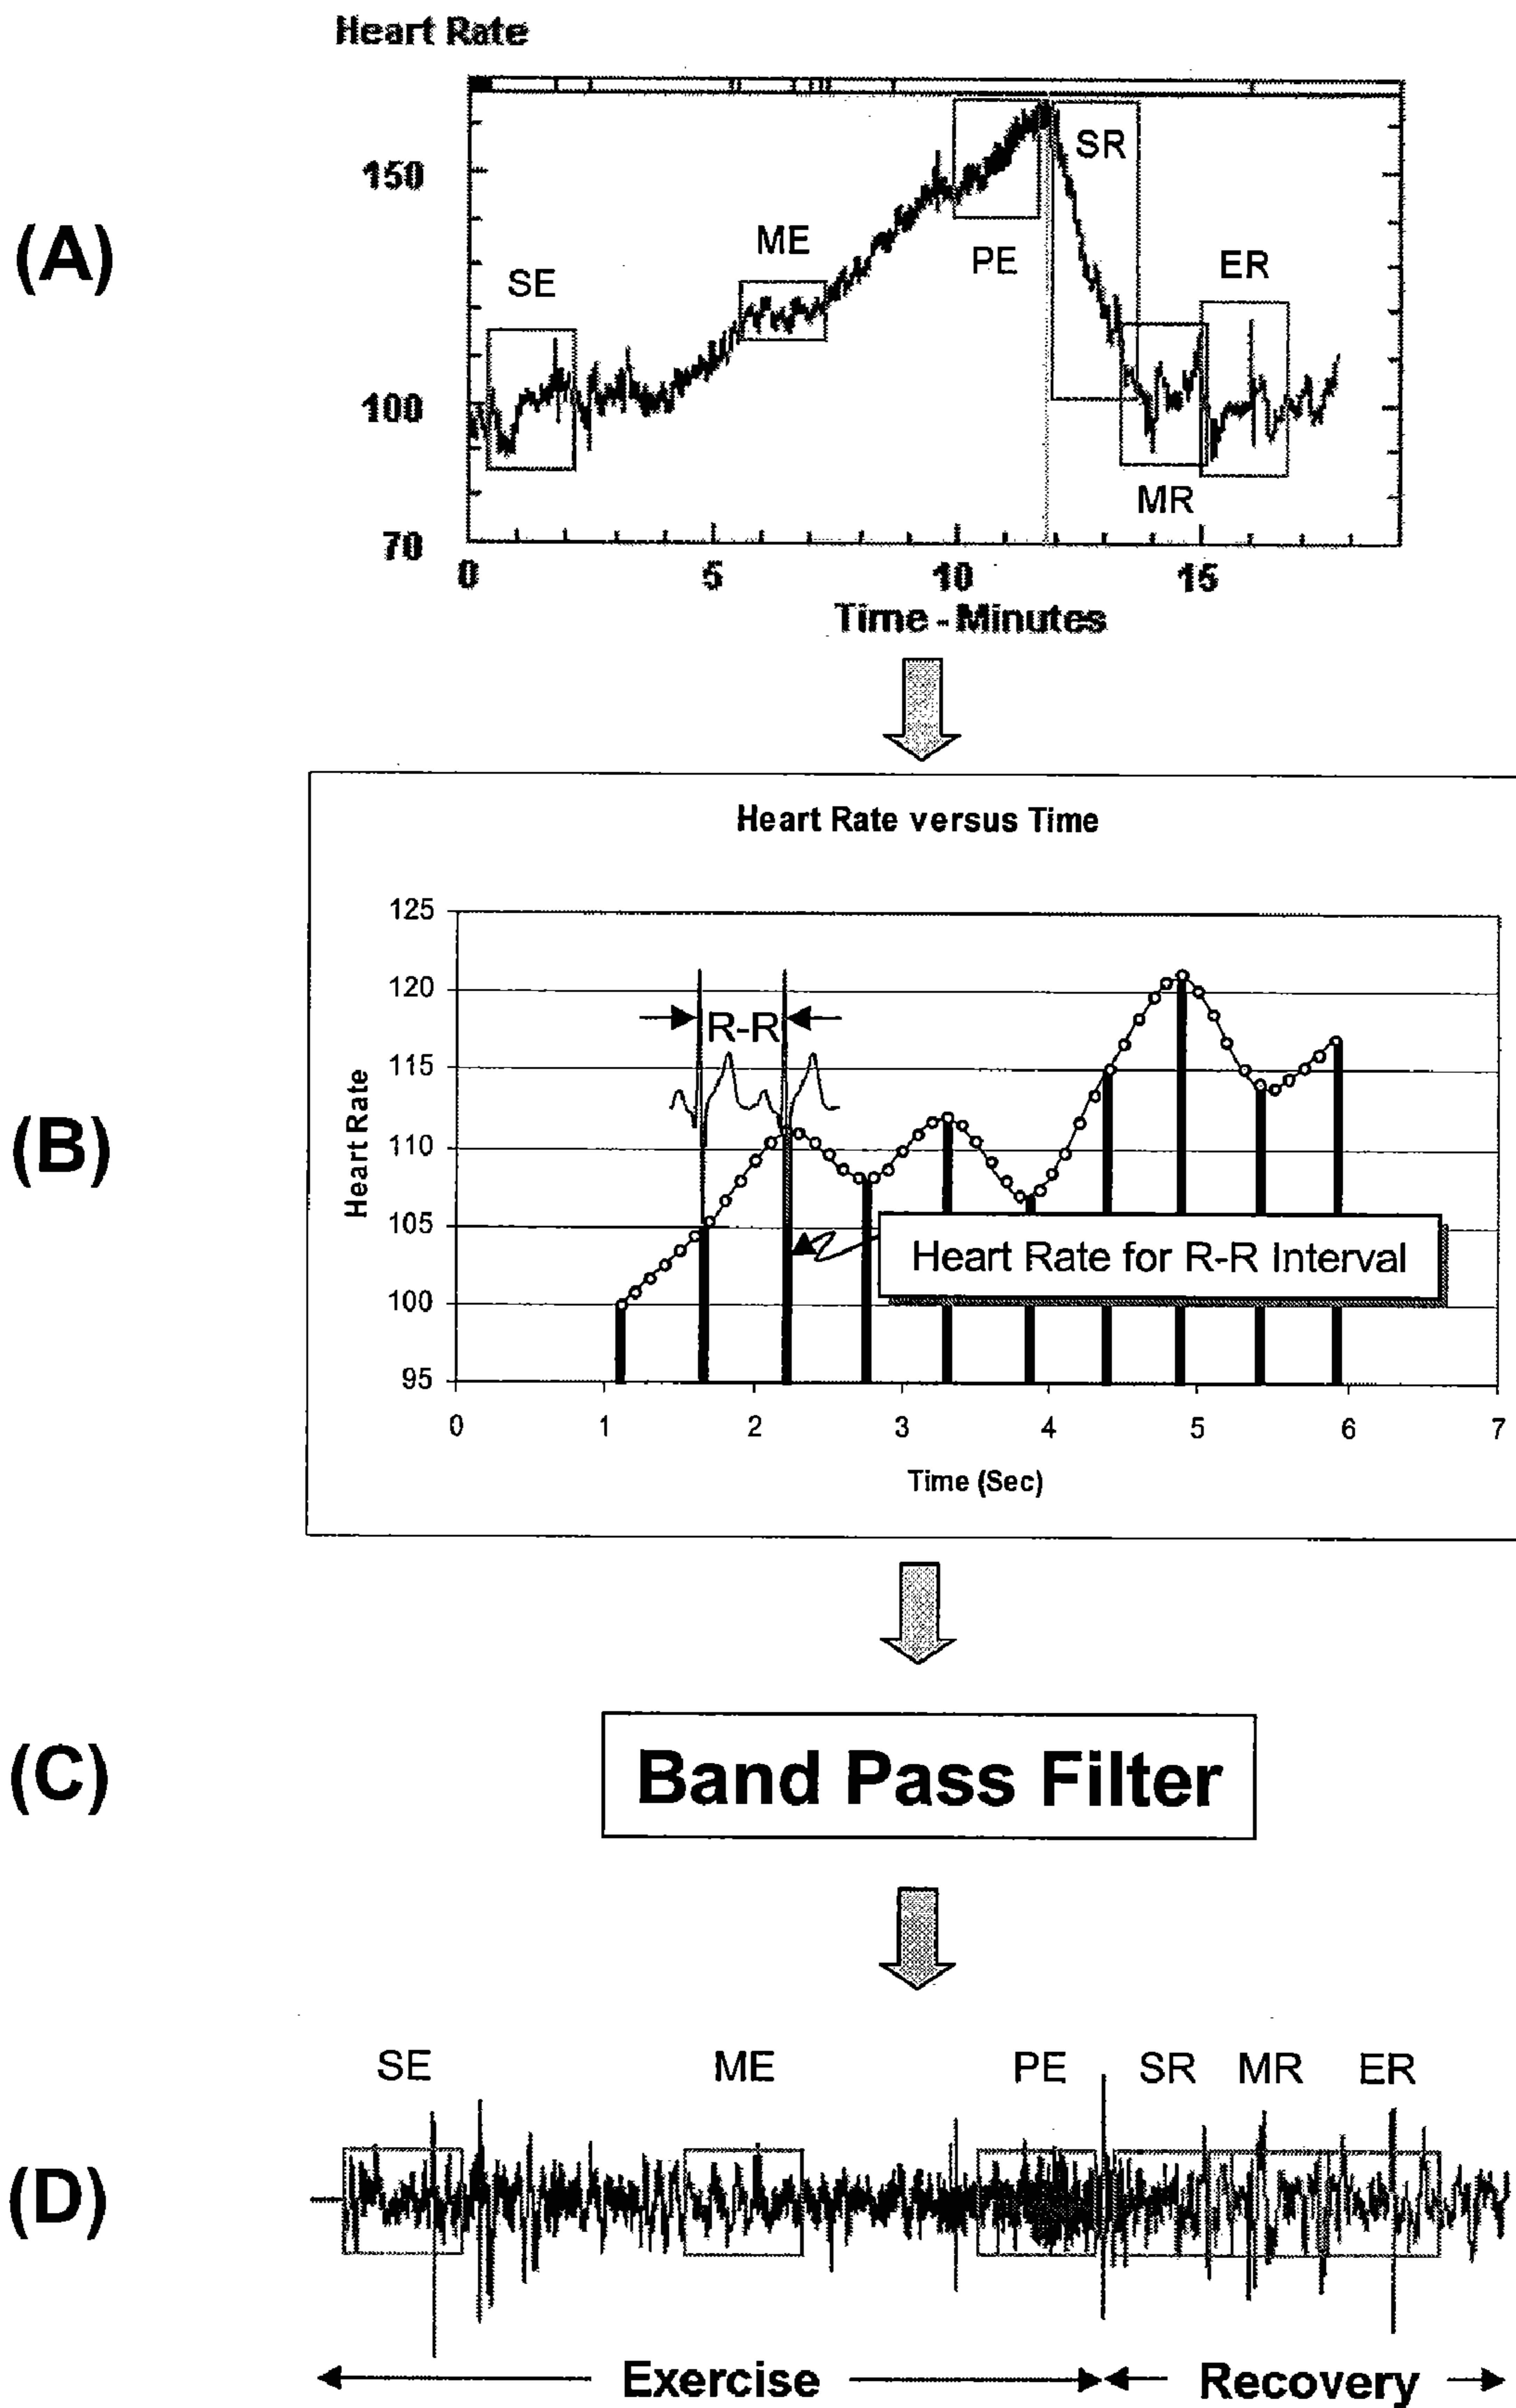 Heart Rate
(A)
150
100
70
SE
ME
PE
SR
MR
ER
0 5 10 15
Time - Minutes
(B)
Heart Rate versus Time
Heart Rate
125
120
115
110
105
100
95
R-R
Heart Rate for R-R Interval
0 1 2 3 4 5 6 7
Time (Sec)
(C)
Band Pass Filter
(D)
SE ME PE SR MR ER
Exercise Recovery